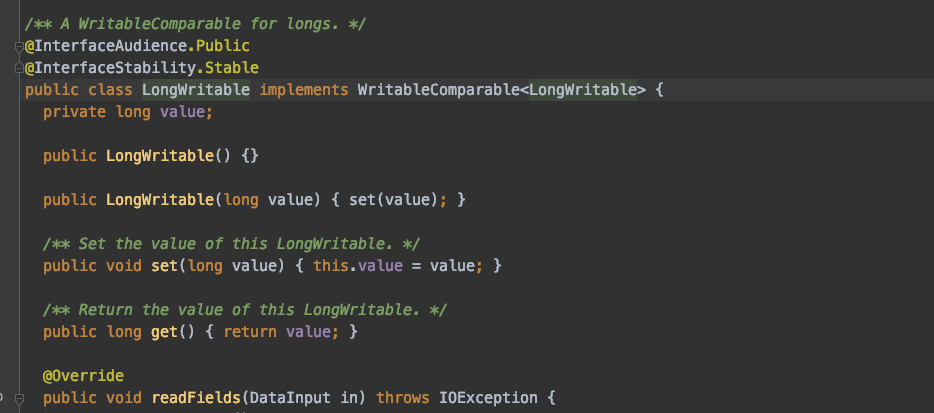 /** A WritableComparable for longs. */
@InterfaceAudience.Public
@InterfaceStability.Stable
public class LongWritable implements WritableComparable<LongWritable> {
private long value;
public LongWritable() {}
public LongWritable(long value) { set(value); }
/** Set the value of this LongWritable. */
public void set(long value) { this.value = value; }
/** Return the value of this LongWritable. */
public long get() { return value; }
@Override
public void readFields(DataInput in) throws IOException {